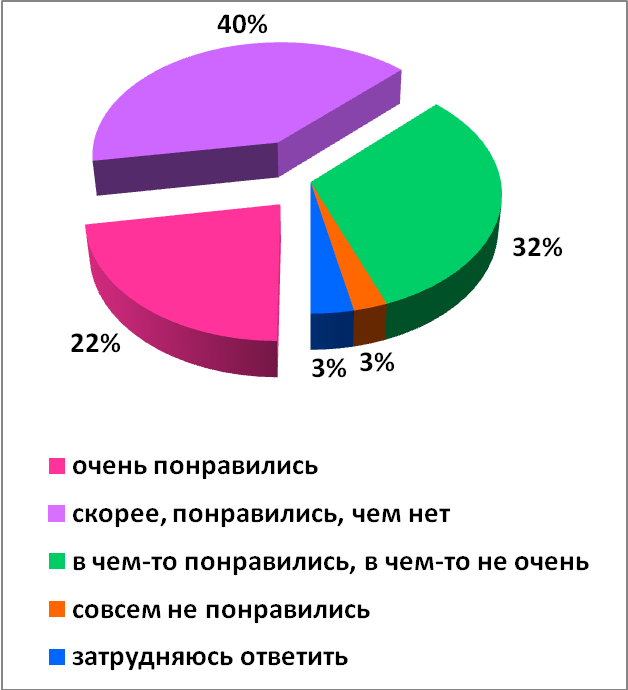 40%
32%
22%
3%
3%
очень понравились
скорее, понравились, чем нет
в чем-то понравились, в чем-то не очень
совсем не понравились
затрудняюсь ответить